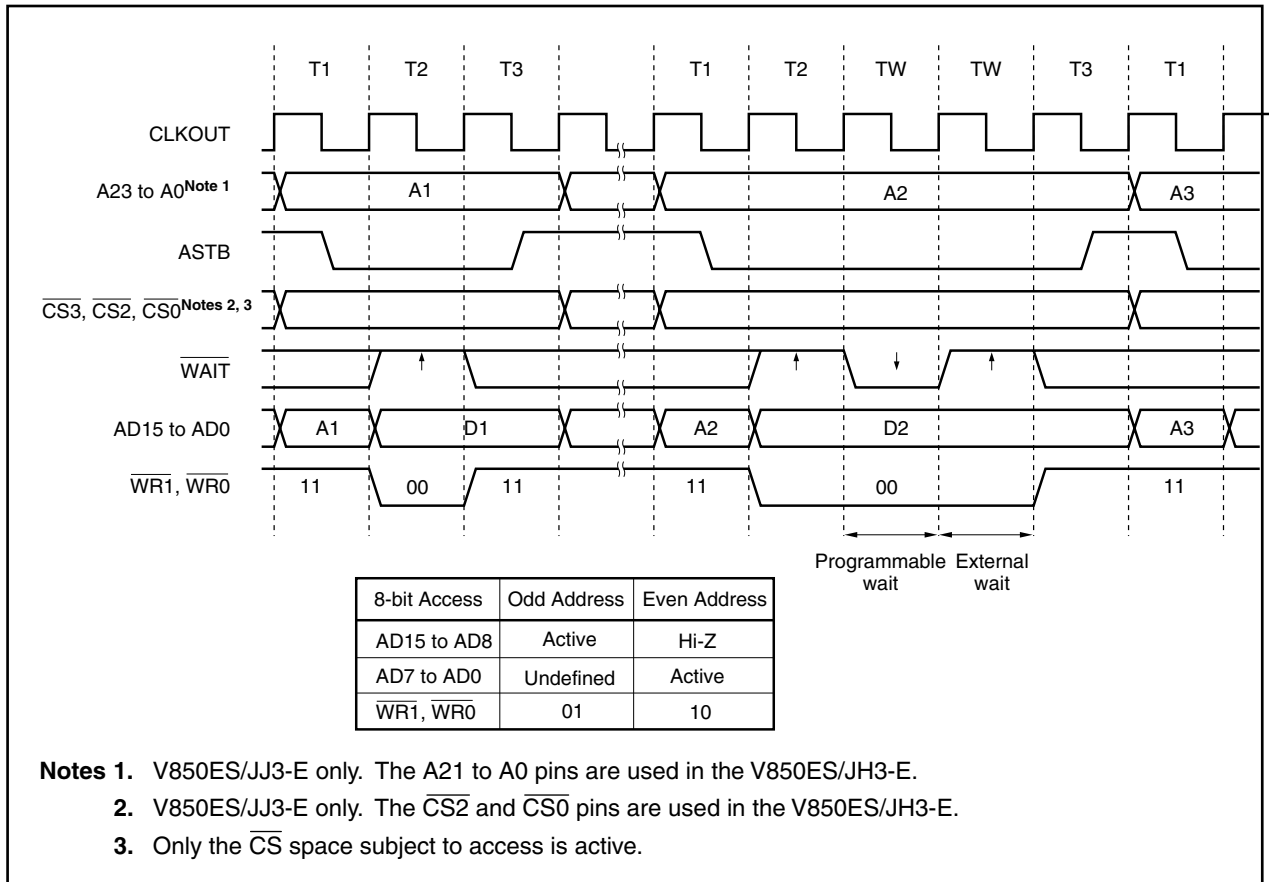 T1 T2 T3 T1 T2 TW TW T3 T1
CLKOUT
A23 to A0Note 1 A1 A2 A3
ASTB
CS3, CS2, CS0Notes 2, 3
WAIT
AD15 to AD0 A1 D1 A2 D2 A3
WR1, WR0 11 00 11 11 00 11
Programmable wait External wait
8-bit Access Odd Address Even Address
AD15 to AD8 Active Hi-Z
AD7 to AD0 Undefined Active
WR1, WR0 01 10
Notes 1. V850ES/JJ3-E only. The A21 to A0 pins are used in the V850ES/JH3-E.
2. V850ES/JJ3-E only. The CS2 and CS0 pins are used in the V850ES/JH3-E.
3. Only the CS space subject to access is active.